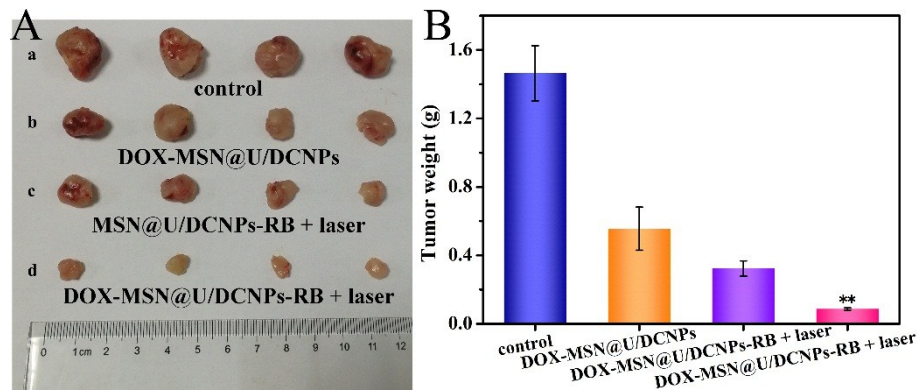 A
a
control
b
DOX-MSN@U/DCNPs
c
MSN@U/DCNPs-RB + laser
d
DOX-MSN@U/DCNPs-RB + laser
0 1cm 2 3 4 5 6 7 8 9 10 11 12
B
Tumor weight (g)
1.6
1.2
0.8
0.4
0.0
**
control
DOX-MSN@U/DCNPs
DOX-MSN@U/DCNPs-RB + laser
DOX-MSN@U/DCNPs-RB + laser